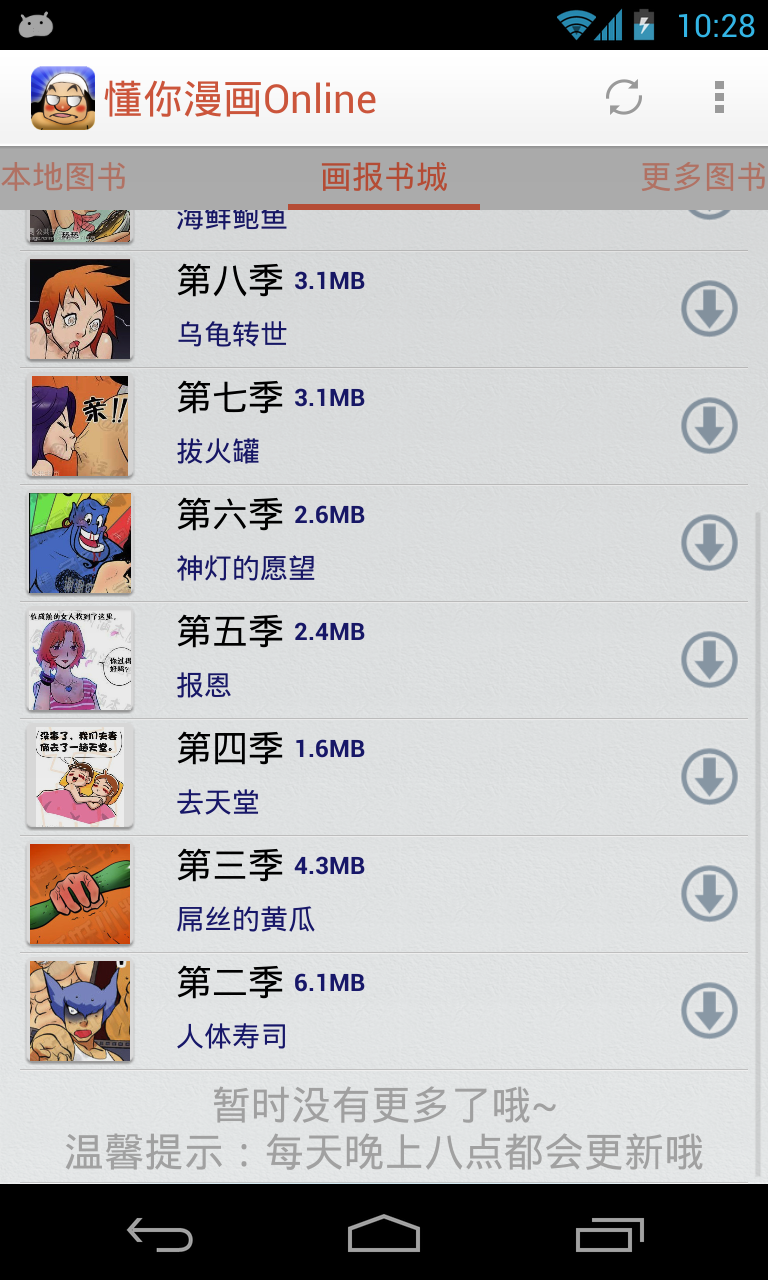 10:28
懂你漫画Online
本地图书 画报书城 更多图书
海鲜鲍鱼
第八季 3.1MB
乌龟转世
第七季 3.1MB
亲!!
拔火罐
第六季 2.6MB
神灯的愿望
第五季 2.4MB
报恩
第四季 1.6MB
没事了、我们夫妻
俩去了一趟天堂。
去天堂
第三季 4.3MB
屌丝的黄瓜
第二季 6.1MB
人体寿司
暂时没有更多了哦~
温馨提示：每天晚上八点都会更新哦